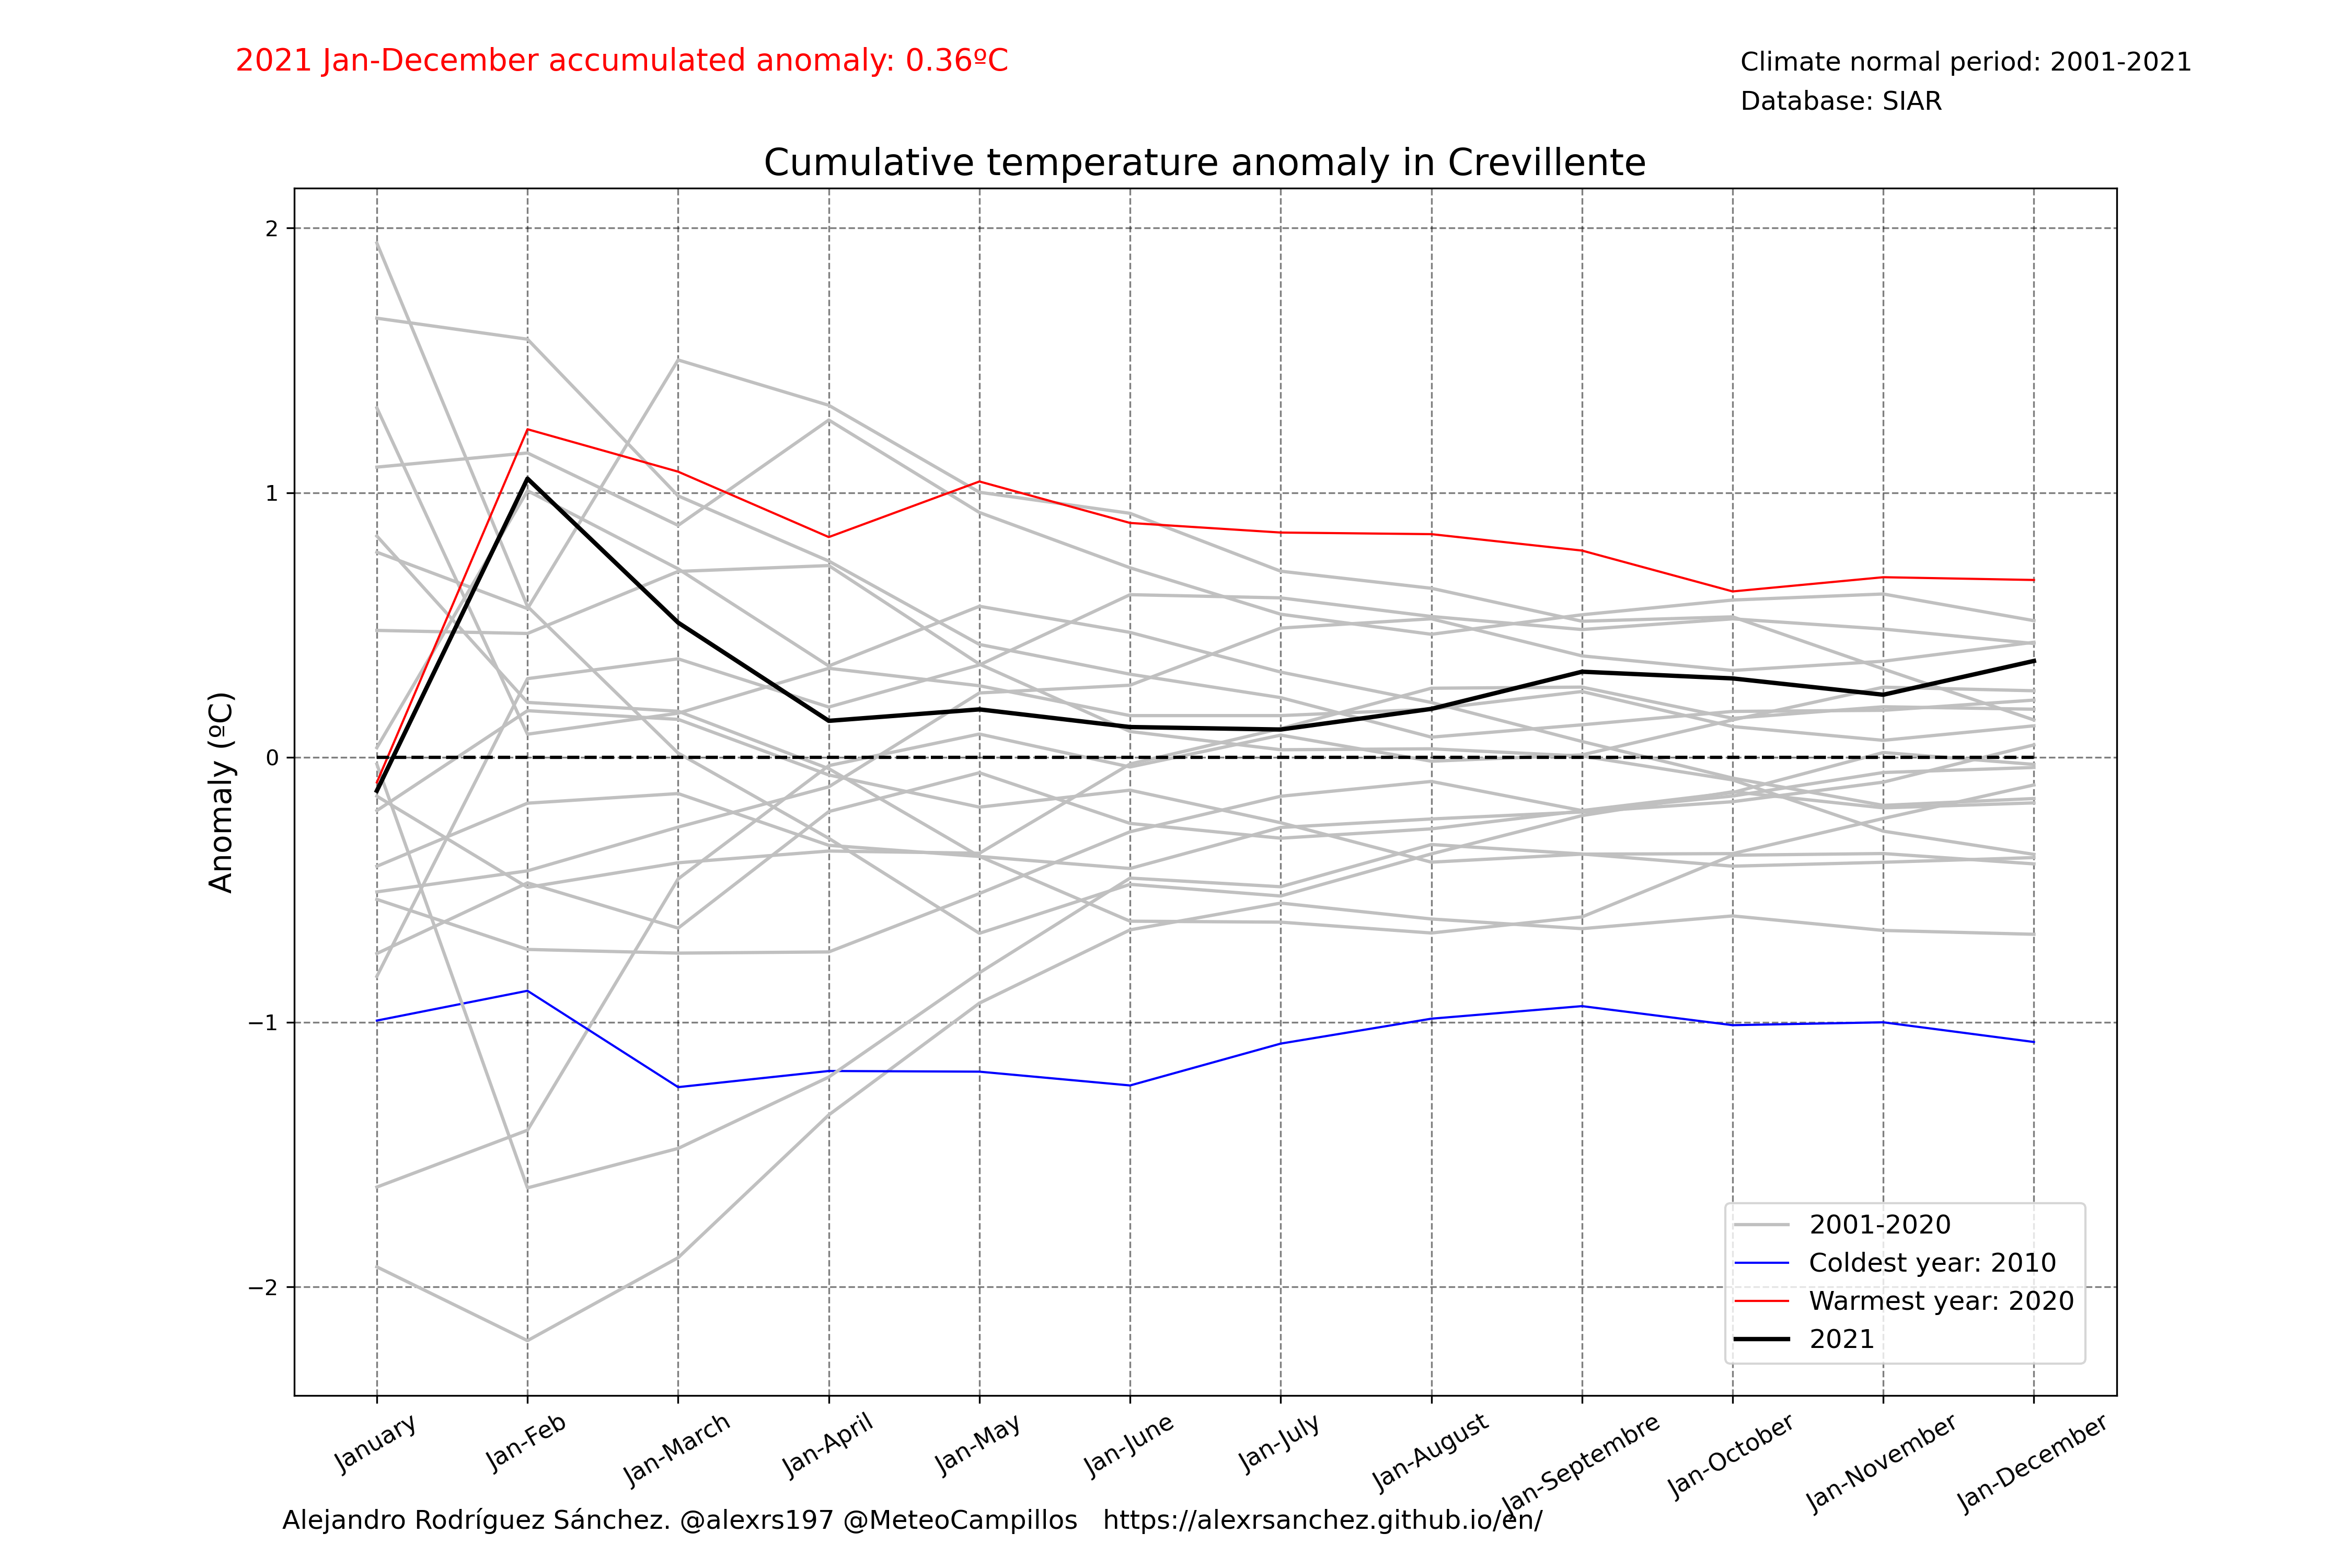 2021 Jan-December accumulated anomaly: 0.36ºC
Climate normal period: 2001-2021
Database: SIAR
Cumulative temperature anomaly in Crevillente
Anomaly (ºC)
2
1
0
−1
−2
2001-2020
Coldest year: 2010
Warmest year: 2020
2021
January
Jan-Feb
Jan-March
Jan-April
Jan-May
Jan-June
Jan-July
Jan-August
Jan-Septembre
Jan-October
Jan-November
Jan-December
Alejandro Rodríguez Sánchez. @alexrs197 @MeteoCampillos   https://alexrsanchez.github.io/en/